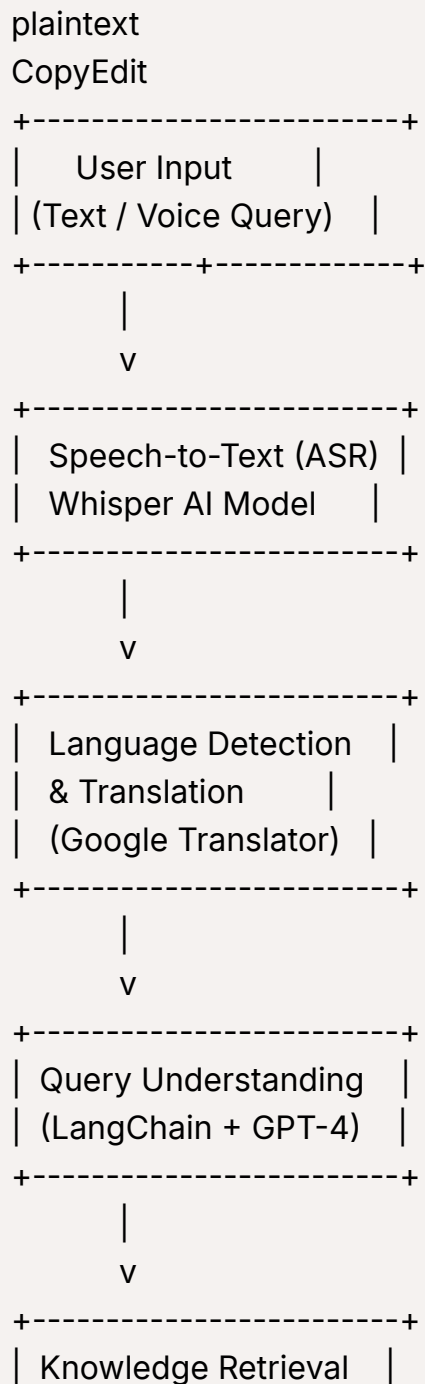 plaintext
CopyEdit
+-------------------------+
|      User Input         |
| (Text / Voice Query)    |
+-----------+-------------+
            |
            v
+-------------------------+
|   Speech-to-Text (ASR)  |
|   Whisper AI Model      |
+-------------------------+
            |
            v
+-------------------------+
|   Language Detection    |
|   & Translation         |
|   (Google Translator)   |
+-------------------------+
            |
            v
+-------------------------+
|  Query Understanding    |
|  (LangChain + GPT-4)    |
+-------------------------+
            |
            v
+-------------------------+
|  Knowledge Retrieval    |